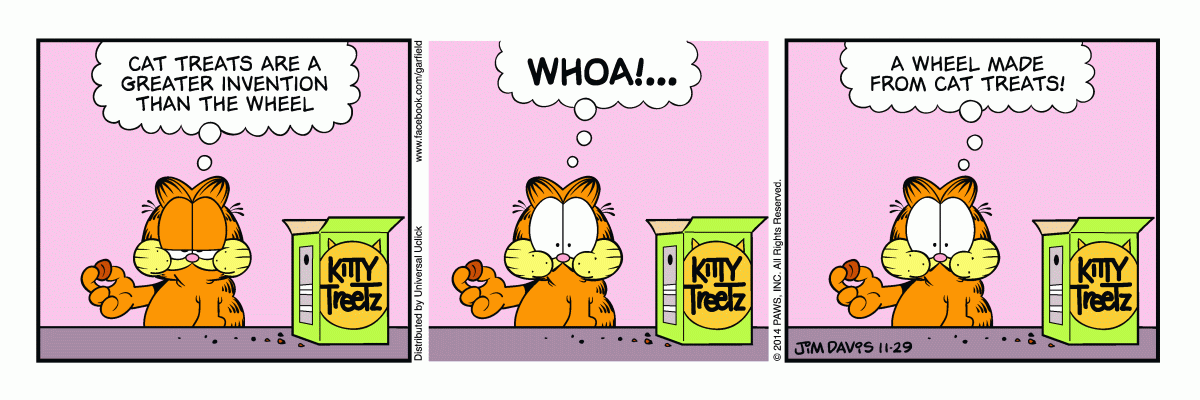 CAT TREATS ARE A
GREATER INVENTION
THAN THE WHEEL
KITTY
TREETZ
www.facebook.com/garfield
Distributed by Universal Uclick
WHOA!...
KITTY
TREETZ
© 2014 PAWS, INC. All Rights Reserved.
A WHEEL MADE
FROM CAT TREATS!
KITTY
TREETZ
JIM DAVIS 11·29